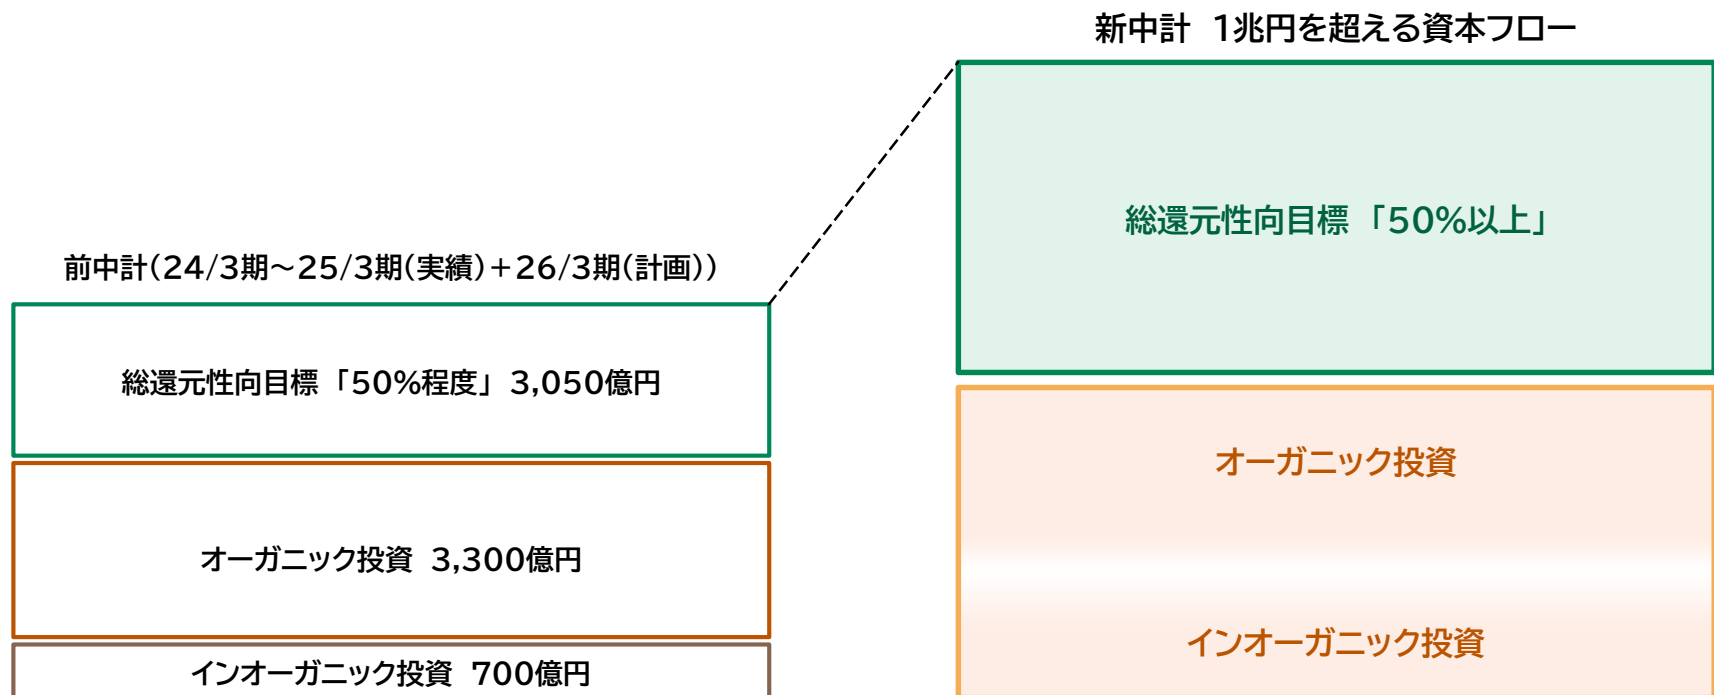 新中計 1兆円を超える資本フロー
総還元性向目標「50%以上」
前中計(24/3期～25/3期(実績)＋26/3期(計画))
総還元性向目標「50%程度」 3,050億円
オーガニック投資
オーガニック投資 3,300億円
インオーガニック投資
インオーガニック投資 700億円